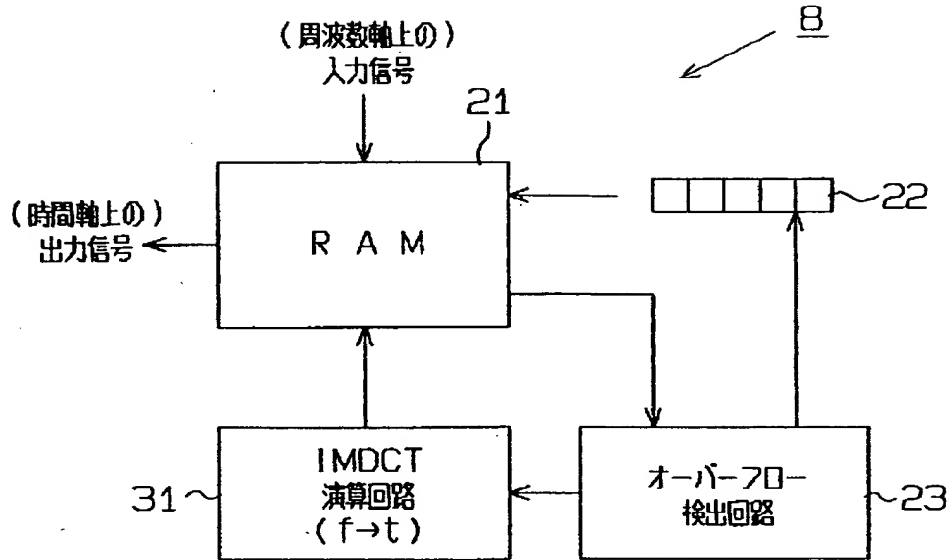 (周波数軸上の)
入力信号
8
21
(時間軸上の)
出力信号
RAM
22
IMDCT
演算回路
(f→t)
31
オーバーフロー
検出回路
23